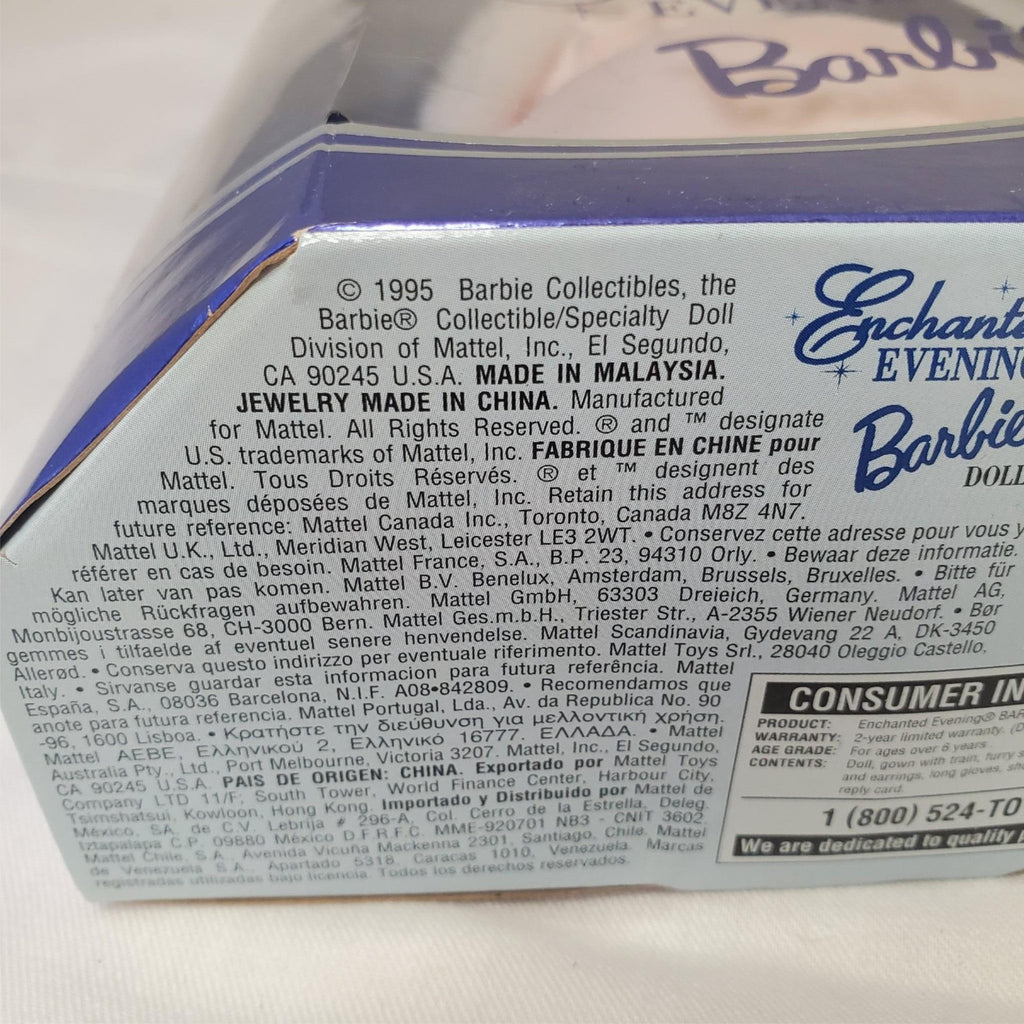 EVE
Barbi
© 1995 Barbie Collectibles, the
Barbie® Collectible/Specialty Doll
Division of Mattel, Inc., El Segundo,
CA 90245 U.S.A. MADE IN MALAYSIA.
JEWELRY MADE IN CHINA. Manufactured
for Mattel. All Rights Reserved. ® and ™ designate
U.S. trademarks of Mattel, Inc. FABRIQUE EN CHINE pour
Mattel. Tous Droits Réservés. ® et ™ designent des
marques déposées de Mattel, Inc. Retain this address for
future reference: Mattel Canada Inc., Toronto, Canada M8Z 4N7.
Mattel U.K., Ltd., Meridian West, Leicester LE3 2WT. • Conservez cette adresse pour vous y
référer en cas de besoin. Mattel France, S.A., B.P. 23, 94310 Orly. • Bewaar deze informatie.
Kan later van pas komen. Mattel B.V. Benelux, Amsterdam, Brussels, Bruxelles. • Bitte für
mögliche Rückfragen aufbewahren. Mattel GmbH, 63303 Dreieich, Germany. Mattel AG,
Monbijoustrasse 68, CH-3000 Bern. Mattel Ges.m.b.H., Triester Str., A-2355 Wiener Neudorf. • Bør
gemmes i tilfaelde af eventuel senere henvendelse. Mattel Scandinavia, Gydevang 22 A, DK-3450
Allerød. • Conserva questo indirizzo per eventuale riferimento. Mattel Toys Srl., 28040 Oleggio Castello,
Italy. • Sirvanse guardar esta informacion para futura referência. Mattel
España, S.A., 08036 Barcelona, N.I.F. A08•842809. • Recomendamos que
anote para futura referencia. Mattel Portugal, Lda., Av. da Republica No. 90
-96, 1600 Lisboa. • Κρατήστε την διεύθυνση για μελλοντική χρήση.
Mattel AEBE, Ελληνικού 2, Ελληνικό 16777. ΕΛΛΑΔΑ. • Mattel
Australia Pty., Ltd., Port Melbourne, Victoria 3207. Mattel, Inc., El Segundo,
CA 90245 U.S.A. PAIS DE ORIGEN: CHINA. Exportado por Mattel Toys
Company LTD 11/F, South Tower, World Finance Center, Harbour City,
Tsimshatsui, Kowloon, Hong Kong. Importado y Distribuido por Mattel de
México, SA. de C.V. Lebrija # 296-A, Col. Cerro de la Estrella, Deleg.
Iztapalapa C.P. 09880 México D.F.R.F.C. MME-920701 NB3 - CNIT 3602
Mattel Chile, S.A., Avenida Vicuña Mackenna 2301, Santiago, Chile. Mattel
de Venezuela S.A., Apartado 5318, Caracas 1010, Venezuela. Marcas
registradas utilizadas bajo licencia. Todos los derechos reservados.
Enchante
EVENING
Barbie
DOLL
CONSUMER IN
PRODUCT: Enchanted Evening® BAR
WARRANTY: 2-year limited warranty. (D
AGE GRADE: For ages over 6 years
CONTENTS: Doll, gown with train, furry s
and earrings, long gloves, sho
reply card.
1 (800) 524-TO
We are dedicated to quality